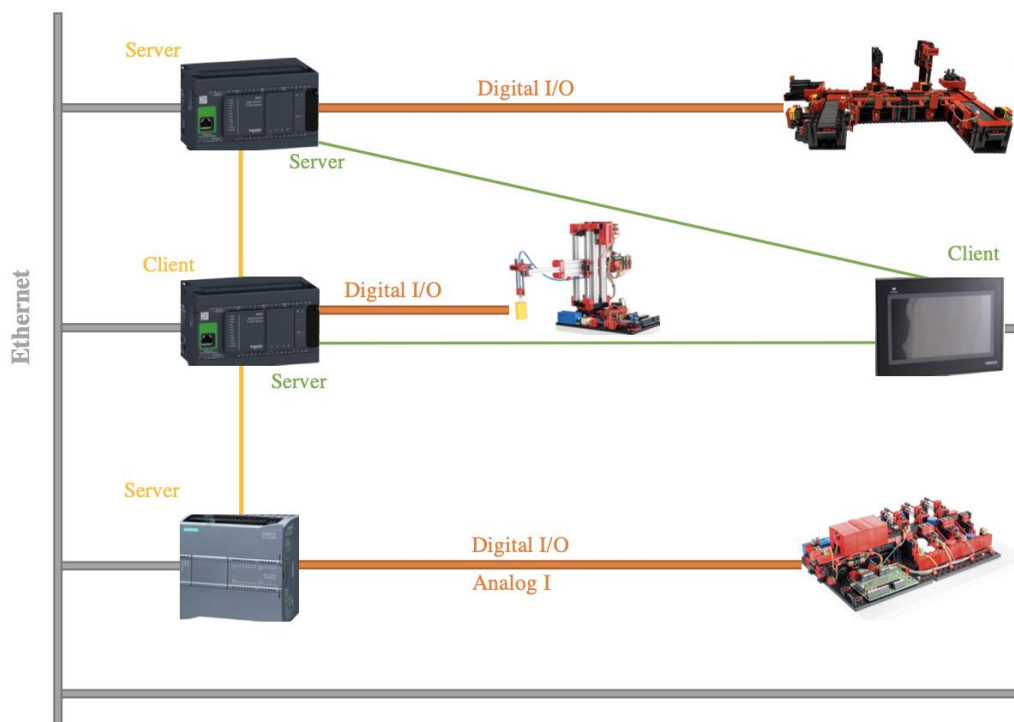 Server
Digital I/O
Server
Client
Client
Digital I/O
Ethernet
Server
Server
Digital I/O
Analog I